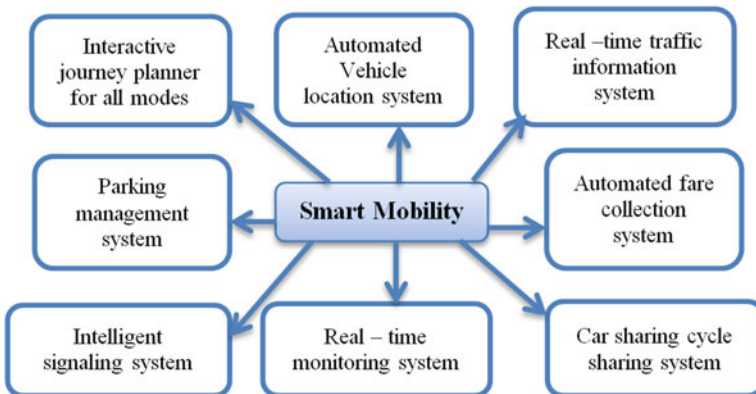 Interactive
journey planner
for all modes
Automated
Vehicle
location system
Real –time traffic
information
system
Parking
management
system
Smart Mobility
Automated fare
collection
system
Intelligent
signaling system
Real – time
monitoring system
Car sharing cycle
sharing system